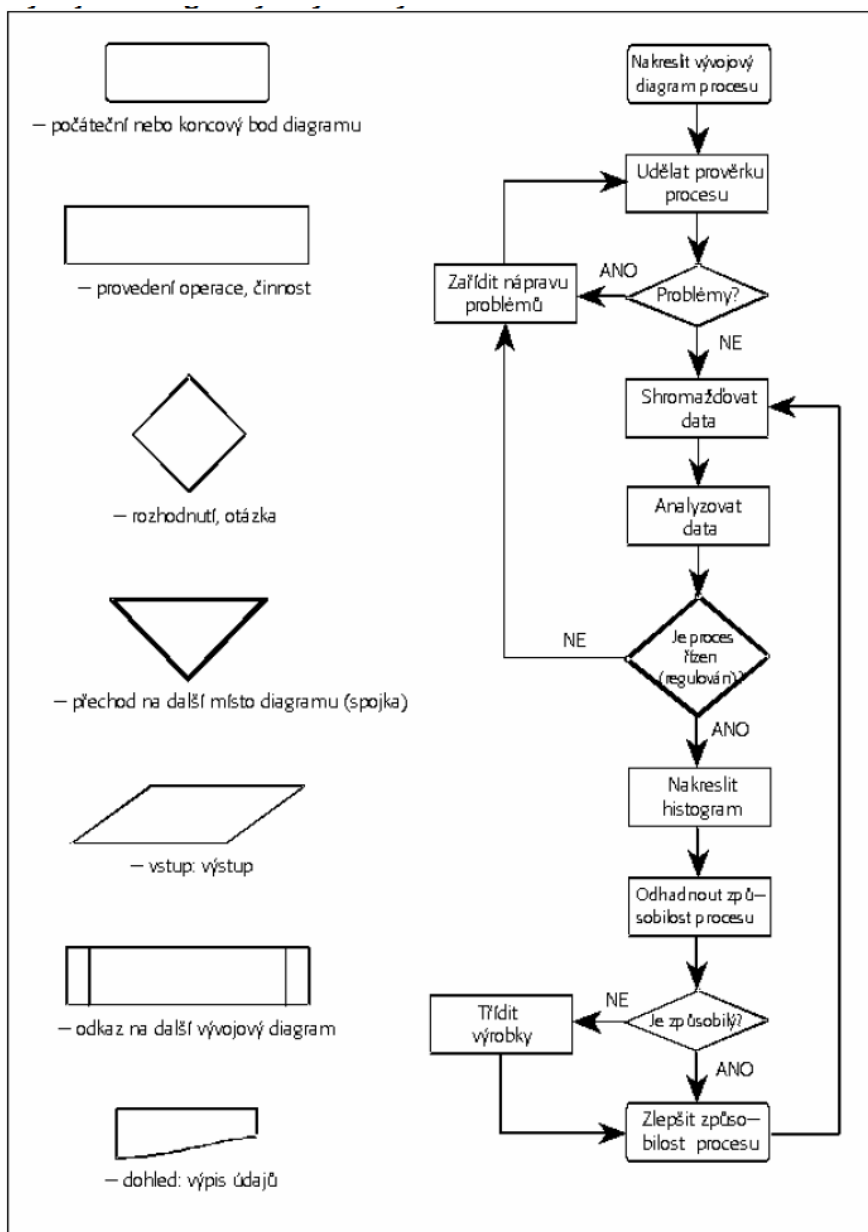 – počáteční nebo koncový bod diagramu
– provedení operace, činnost
– rozhodnutí, otázka
– přechod na další místo diagramu (spojka)
– vstup: výstup
– odkaz na další vývojový diagram
– dohled: výpis údajů
Nakreslit vývojový
diagram procesu
Udělat prověrku
procesu
ANO
Problémy?
Zařídit nápravu
problémů
NE
Shromažďovat
data
Analyzovat
data
NE
Je proces
řízen
(regulován)?
ANO
Nakreslit
histogram
Odhadnout způ–
sobilost procesu
NE
Je způsobilý?
Třídit
výrobky
ANO
Zlepšit způso–
bilost procesu